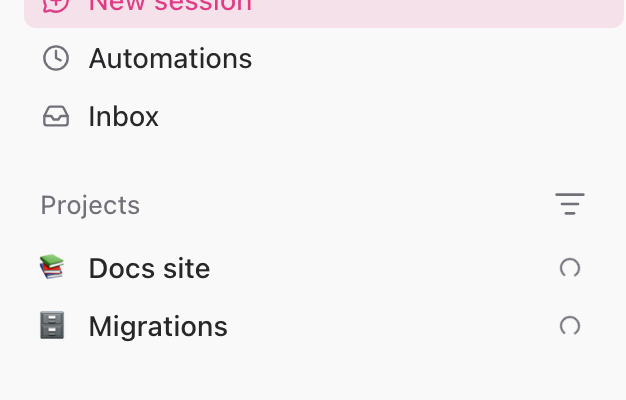 New session
Automations
Inbox
Projects
Docs site
Migrations